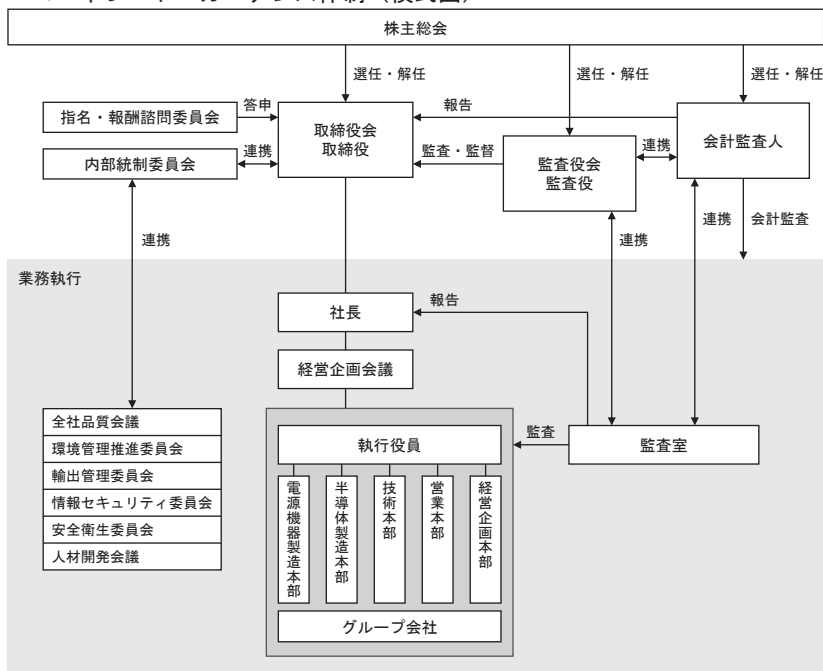 株主総会
選任・解任
選任・解任
選任・解任
指名・報酬諮問委員会
答申
取締役会
取締役
報告
会計監査人
内部統制委員会
連携
監査・監督
監査役会
監査役
連携
連携
連携
連携
会計監査
業務執行
社長
報告
経営企画会議
全社品質会議
環境管理推進委員会
輸出管理委員会
情報セキュリティ委員会
安全衛生委員会
人材開発会議
執行役員
監査
監査室
電源機器製造本部
半導体製造本部
技術本部
営業本部
経営企画本部
グループ会社